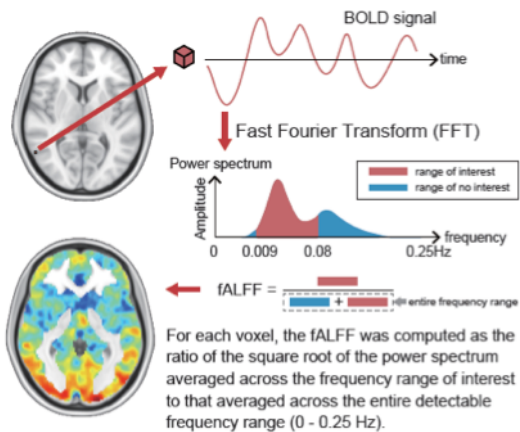 BOLD signal
time
Fast Fourier Transform (FFT)
Power spectrum
range of interest
range of no interest
Amplitude
frequency
0 0.009 0.08 0.25Hz
fALFF =
+
entire frequency range
For each voxel, the fALFF was computed as the
ratio of the square root of the power spectrum
averaged across the frequency range of interest
to that averaged across the entire detectable
frequency range (0 - 0.25 Hz).